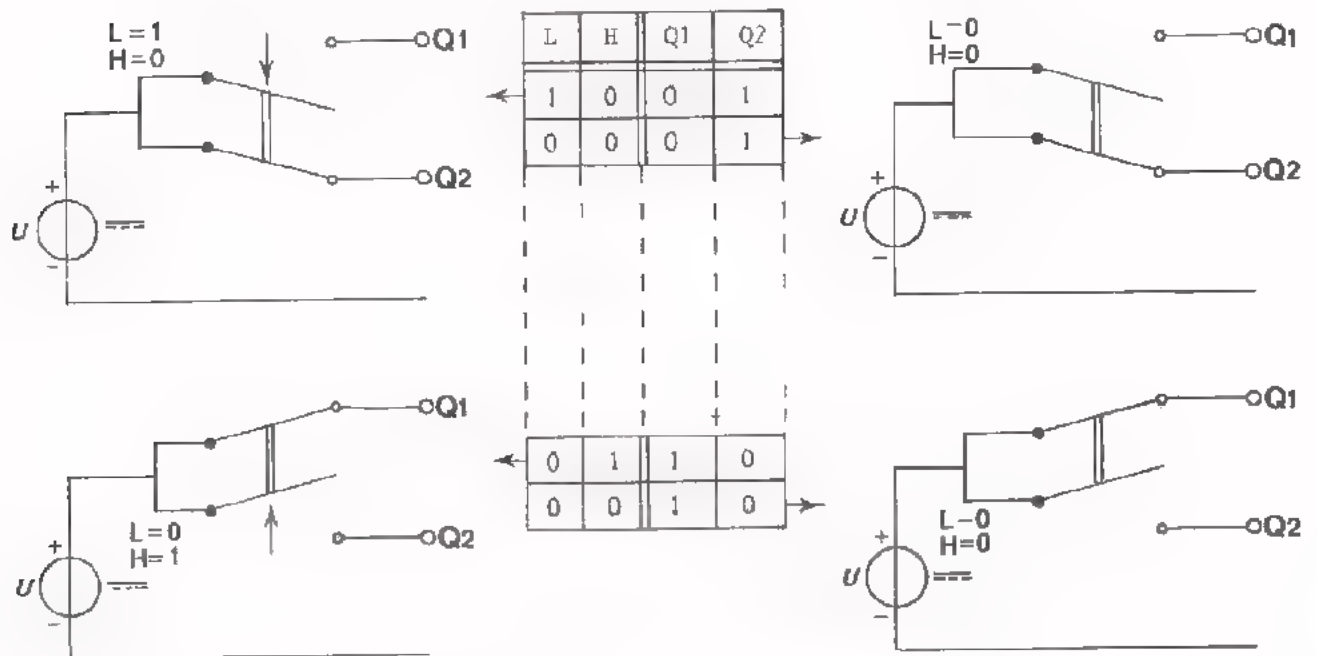 L=1
H=0
Q1
Q2
+
U
−
L H Q1 Q2
1 0 0 1
0 0 0 1
L−0
H=0
Q1
Q2
+
U
−
Q1
L=0
H=1
Q2
+
U
−
0 1 1 0
0 0 1 0
Q1
L−0
H=0
Q2
+
U
−